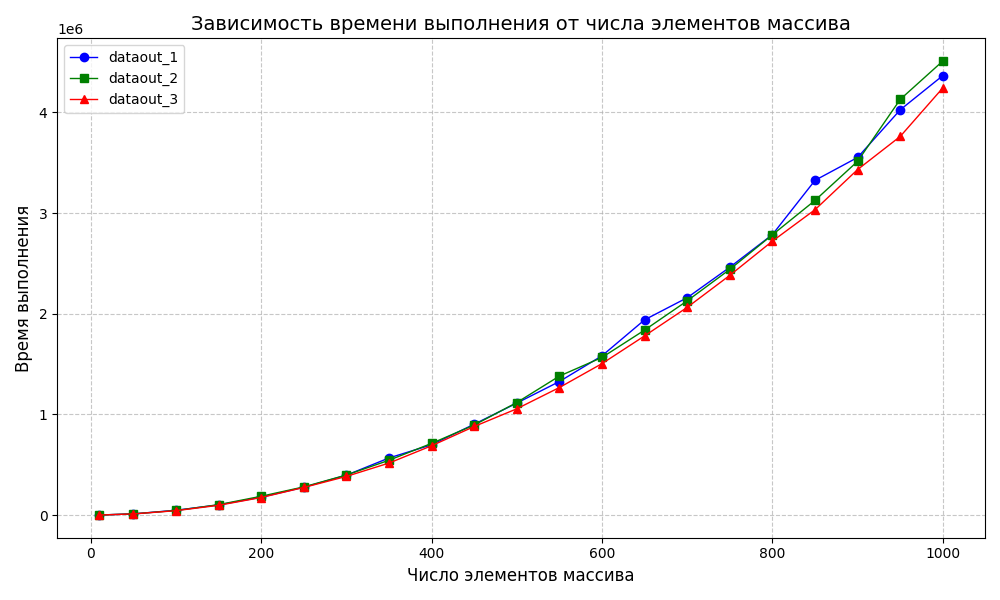 Зависимость времени выполнения от числа элементов массива
1e6
dataout_1
dataout_2
dataout_3
4
3
2
1
0
Время выполнения
0 200 400 600 800 1000
Число элементов массива